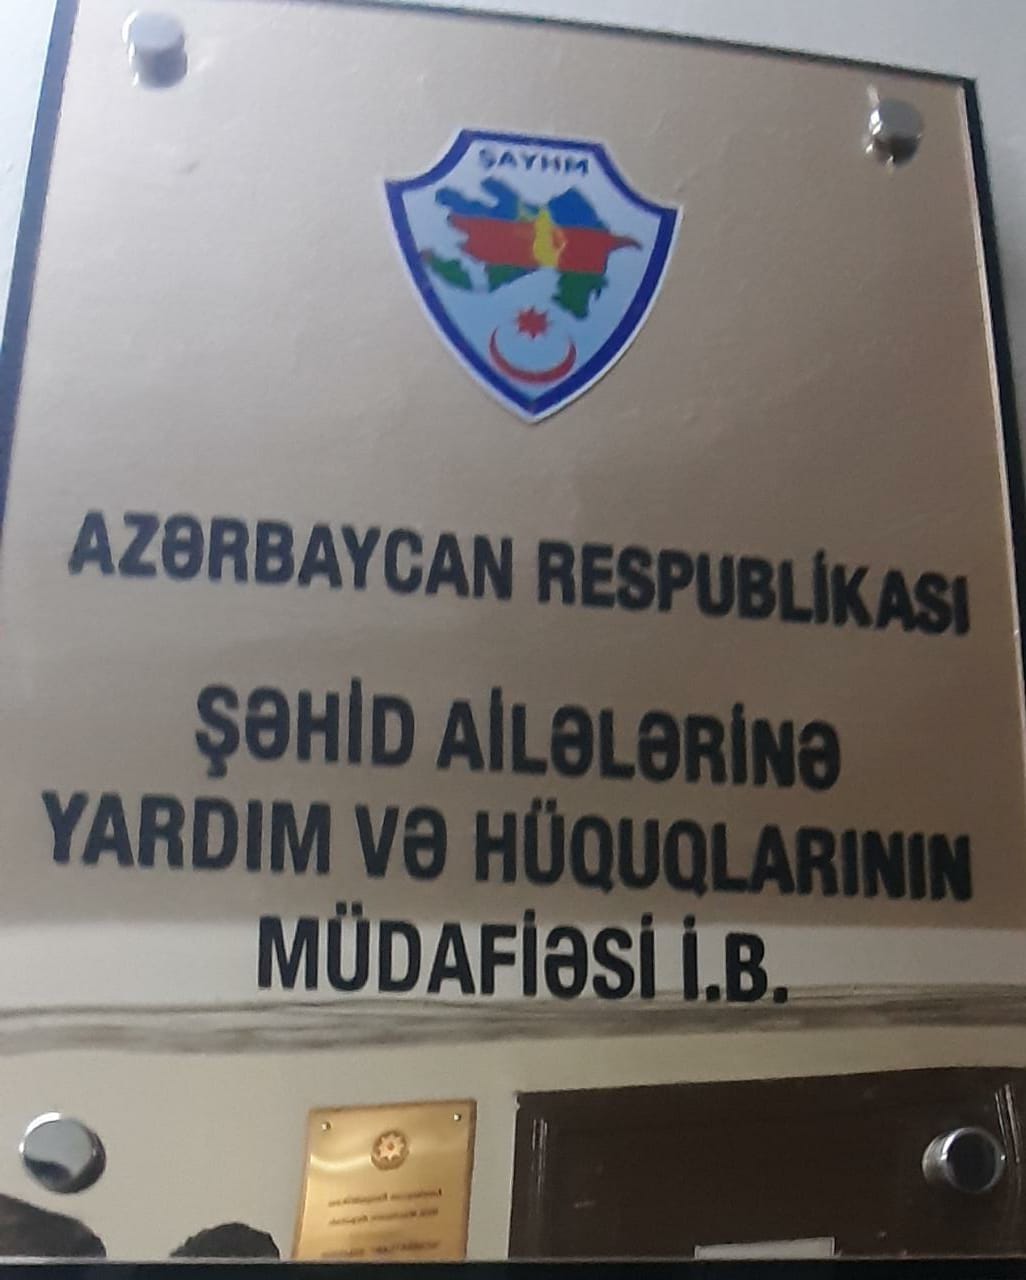 ŞAYHM
AZƏRBAYCAN RESPUBLİKASI
ŞƏHİD AİLƏLƏRİNƏ
YARDIM VƏ HÜQUQLARININ
MÜDAFİƏSİ İ.B.